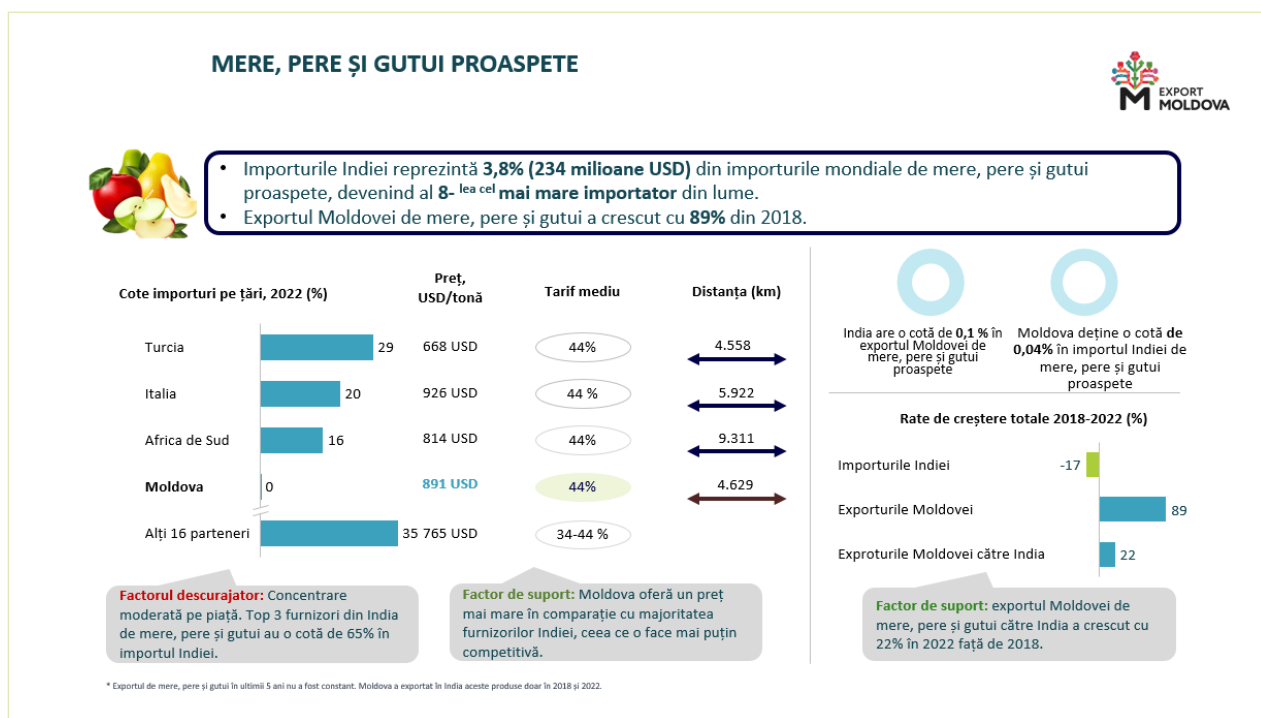 MERE, PERE ȘI GUTUI PROASPETE
EXPORT
MOLDOVA
• Importurile Indiei reprezintă 3,8% (234 milioane USD) din importurile mondiale de mere, pere și gutui
proaspete, devenind al 8- lea cel mai mare importator din lume.
• Exportul Moldovei de mere, pere și gutui a crescut cu 89% din 2018.
Cote importuri pe țări, 2022 (%)
Preț,
USD/tonă
Tarif mediu
Distanța (km)
Turcia 29 668 USD 44% 4.558
Italia 20 926 USD 44 % 5.922
Africa de Sud 16 814 USD 44% 9.311
Moldova 0 891 USD 44% 4.629
Alți 16 parteneri 35 765 USD 34-44 %
Factorul descurajator: Concentrare
moderată pe piață. Top 3 furnizori din India
de mere, pere și gutui au o cotă de 65% în
importul Indiei.
Factor de suport: Moldova oferă un preț
mai mare în comparație cu majoritatea
furnizorilor Indiei, ceea ce o face mai puțin
competitivă.
India are o cotă de 0,1 % în
exportul Moldovei de
mere, pere și gutui
proaspete
Moldova deține o cotă de
0,04% în importul Indiei de
mere, pere și gutui
proaspete
Rate de creștere totale 2018-2022 (%)
Importurile Indiei -17
Exporturile Moldovei 89
Exproturile Moldovei către India 22
Factor de suport: exportul Moldovei de
mere, pere și gutui către India a crescut cu
22% în 2022 față de 2018.
* Exportul de mere, pere și gutui în ultimii 5 ani nu a fost constant. Moldova a exportat în India aceste produse doar în 2018 și 2022.